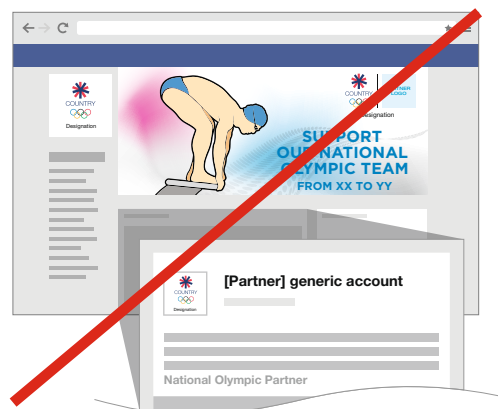 COUNTRY
Designation
COUNTRY
PARTNER
LOGO
Designation
SUPPORT
OUR NATIONAL
OLYMPIC TEAM
FROM XX TO YY
COUNTRY
Designation
[Partner] generic account
National Olympic Partner